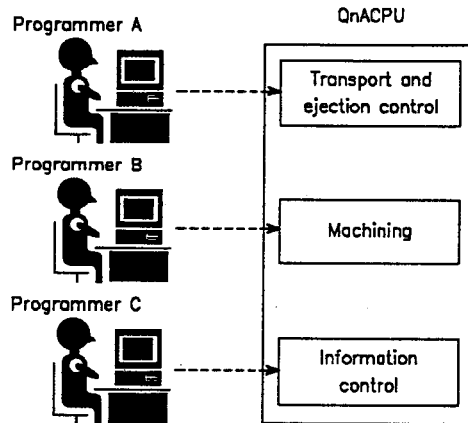 QnACPU
Programmer A
Transport and
ejection control
Programmer B
Machining
Programmer C
Information
control